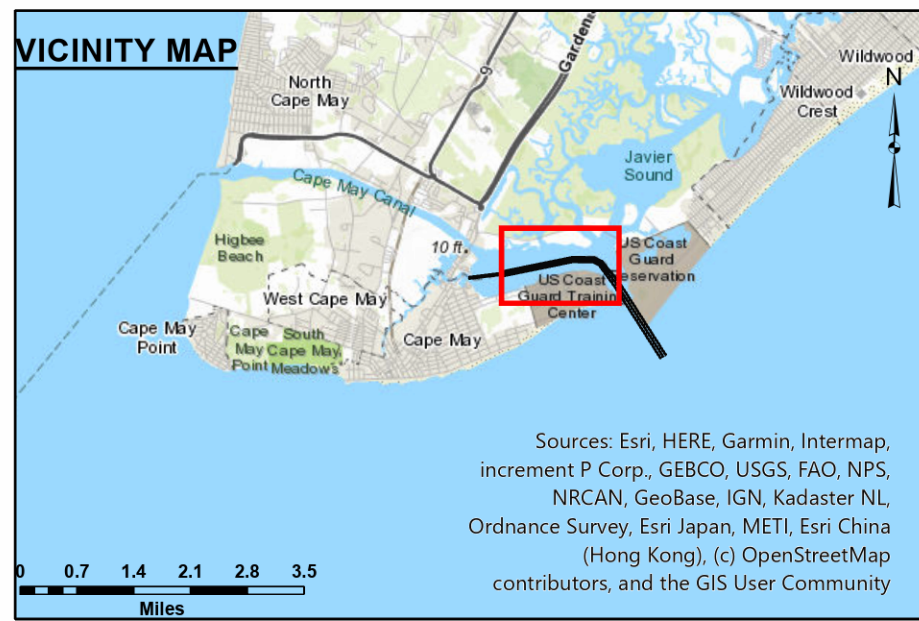 VICINITY MAP
Wildwood
N
Wildwood
Crest
North
Cape May
9
Garden
Javier
Sound
Cape May Canal
Higbee
Beach
10 ft.
US Coast
Guard
Reservation
US Coast
Guard Training
Center
West Cape May
Cape May
Point
Cape
May
Point
South
Cape May
Meadows
Cape May
Sources: Esri, HERE, Garmin, Intermap,
increment P Corp., GEBCO, USGS, FAO, NPS,
NRCAN, GeoBase, IGN, Kadaster NL,
Ordnance Survey, Esri Japan, METI, Esri China
(Hong Kong), (c) OpenStreetMap
contributors, and the GIS User Community
0 0.7 1.4 2.1 2.8 3.5
Miles